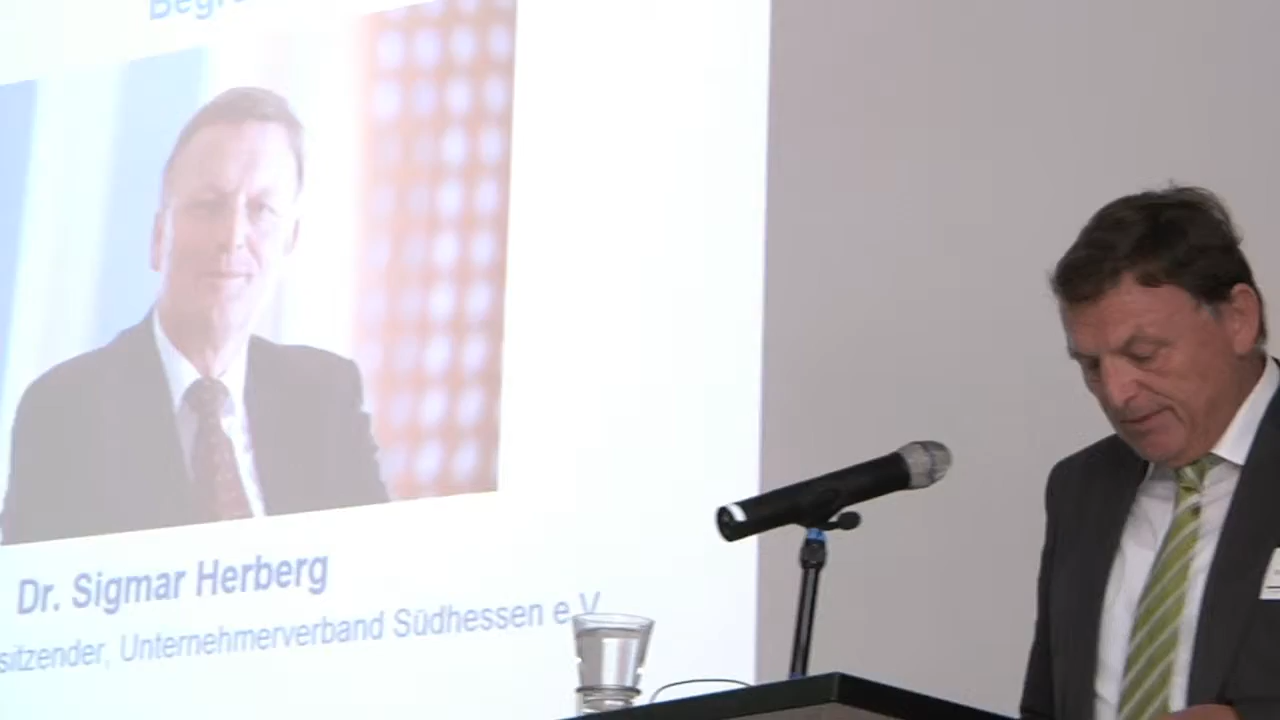 Dr. Sigmar Herberg
sitzender, Unternehmerverband Südhessen e.V.